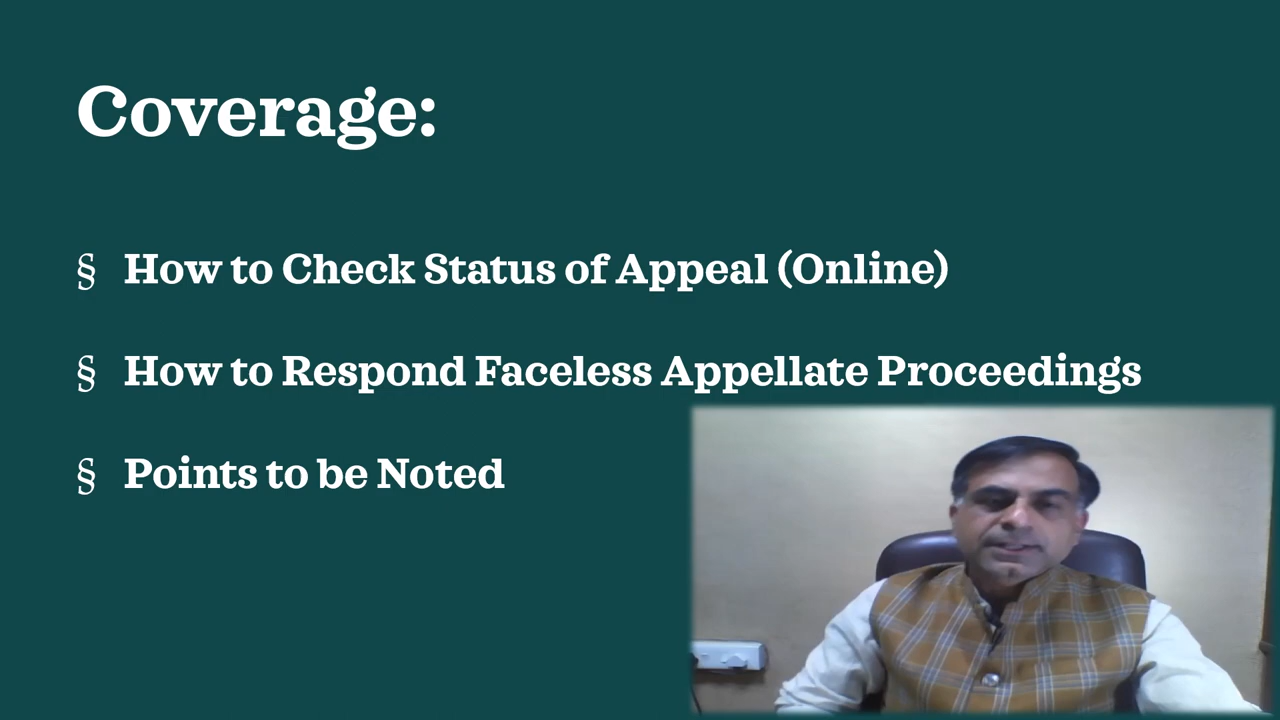 Coverage:
§ How to Check Status of Appeal (Online)
§ How to Respond Faceless Appellate Proceedings
§ Points to be Noted